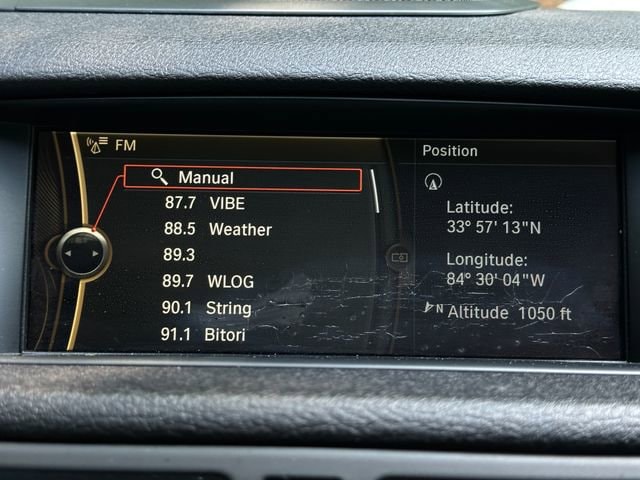 FM
Manual
87.7 VIBE
88.5 Weather
89.3
89.7 WLOG
90.1 String
91.1 Bitori
Position
Latitude:
33° 57' 13"N
Longitude:
84° 30' 04"W
N Altitude 1050 ft